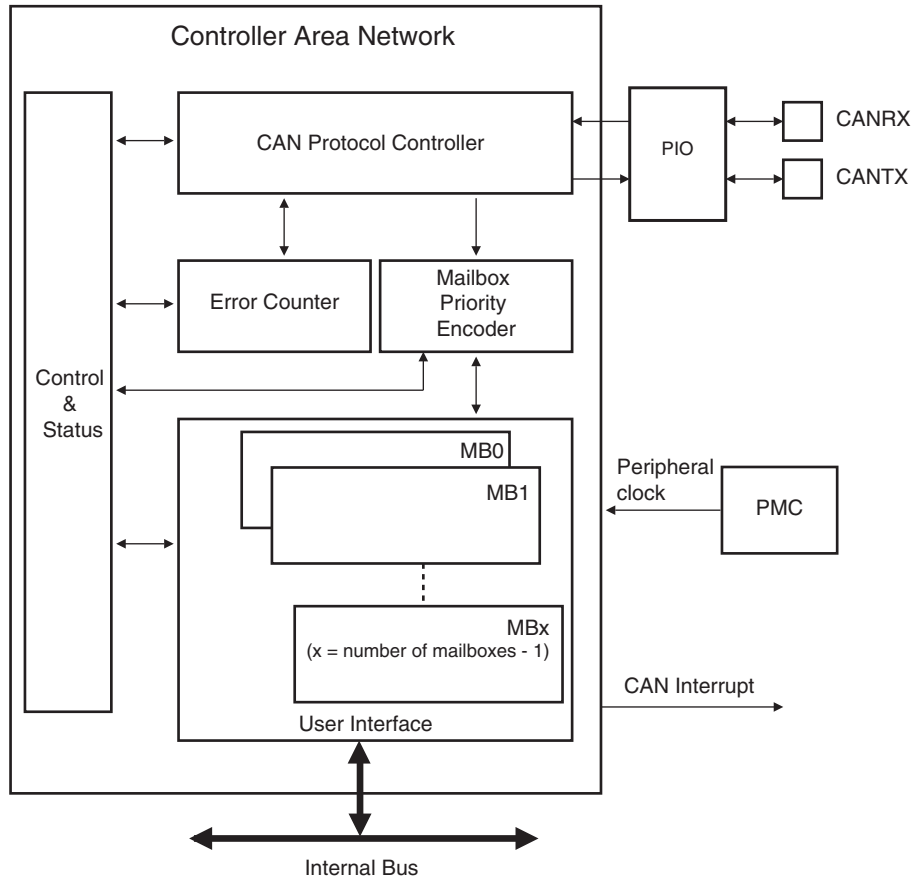 Controller Area Network
CAN Protocol Controller
PIO
CANRX
CANTX
Error Counter
Mailbox
Priority
Encoder
Control
&
Status
MB0
MB1
MBx
(x = number of mailboxes - 1)
User Interface
Peripheral
clock
PMC
CAN Interrupt
Internal Bus